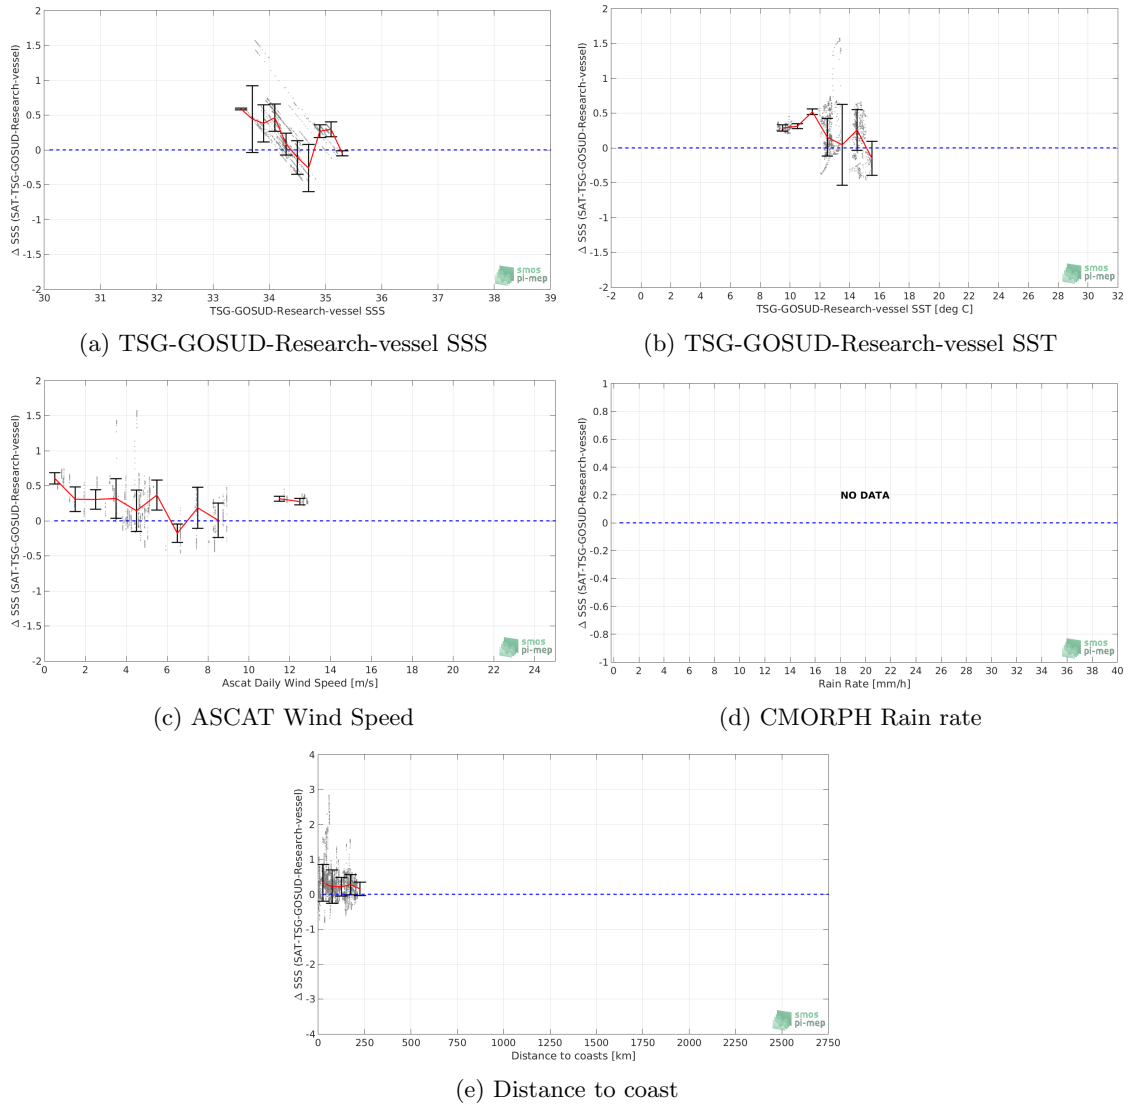 2
1.5
1
0.5
0
-0.5
-1
-1.5
-2
Δ SSS (SAT-TSG-GOSUD-Research-vessel)
30 31 32 33 34 35 36 37 38 39
TSG-GOSUD-Research-vessel SSS
smos
pi-mep
(a) TSG-GOSUD-Research-vessel SSS
2
1.5
1
0.5
0
-0.5
-1
-1.5
-2
Δ SSS (SAT-TSG-GOSUD-Research-vessel)
-2 0 2 4 6 8 10 12 14 16 18 20 22 24 26 28 30 32
TSG-GOSUD-Research-vessel SST [deg C]
smos
pi-mep
(b) TSG-GOSUD-Research-vessel SST
2
1.5
1
0.5
0
-0.5
-1
-1.5
-2
Δ SSS (SAT-TSG-GOSUD-Research-vessel)
0 2 4 6 8 10 12 14 16 18 20 22 24
Ascat Daily Wind Speed [m/s]
smos
pi-mep
(c) ASCAT Wind Speed
1
0.8
0.6
0.4
0.2
0
-0.2
-0.4
-0.6
-0.8
-1
Δ SSS (SAT-TSG-GOSUD-Research-vessel)
NO DATA
0 2 4 6 8 10 12 14 16 18 20 22 24 26 28 30 32 34 36 38 40
Rain Rate [mm/h]
smos
pi-mep
(d) CMORPH Rain rate
4
3
2
1
0
-1
-2
-3
-4
Δ SSS (SAT-TSG-GOSUD-Research-vessel)
0 250 500 750 1000 1250 1500 1750 2000 2250 2500 2750
Distance to coasts [km]
smos
pi-mep
(e) Distance to coast